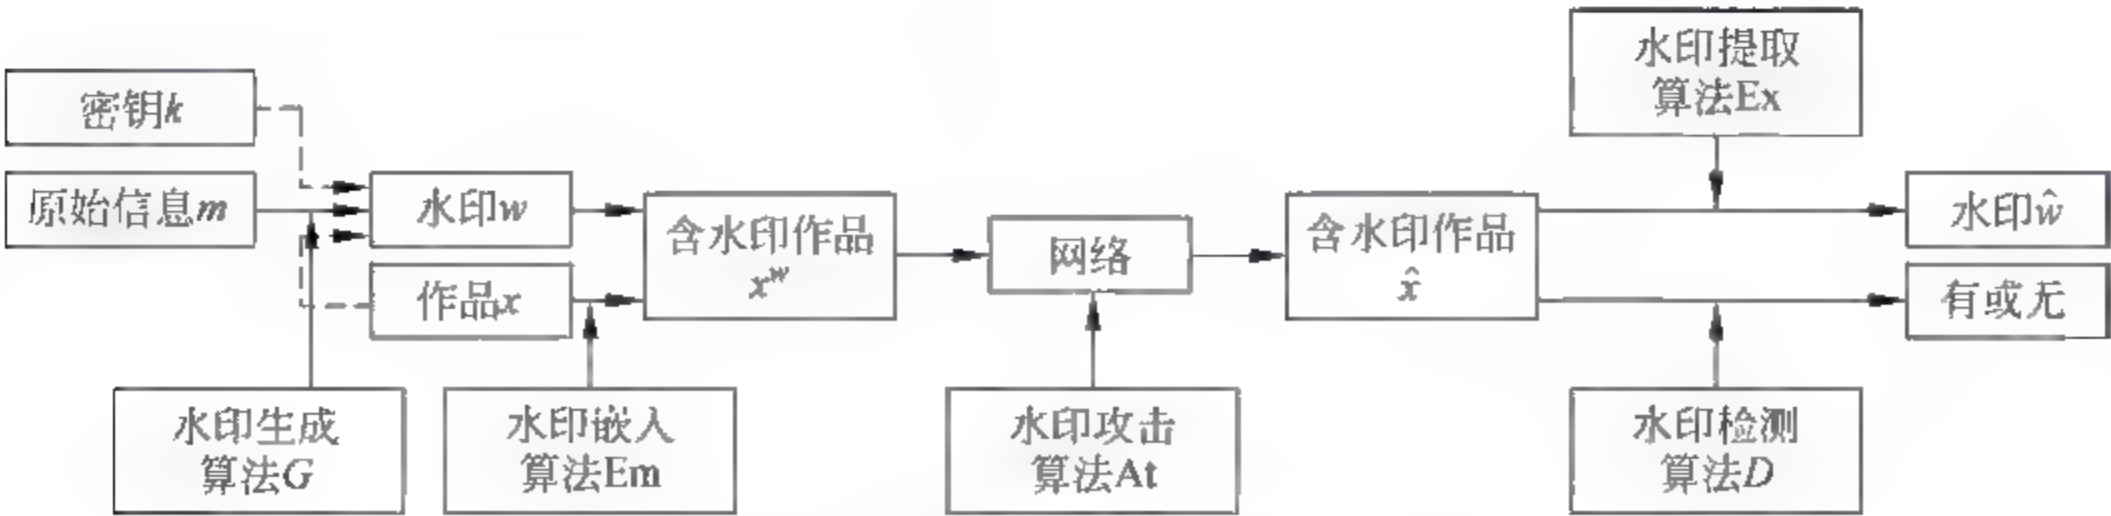 水印提取
算法Ex
密钥k
原始信息m
水印w
作品x
含水印作品
x^w
网络
含水印作品
x̂
水印ŵ
有或无
水印生成
算法G
水印嵌入
算法Em
水印攻击
算法At
水印检测
算法D